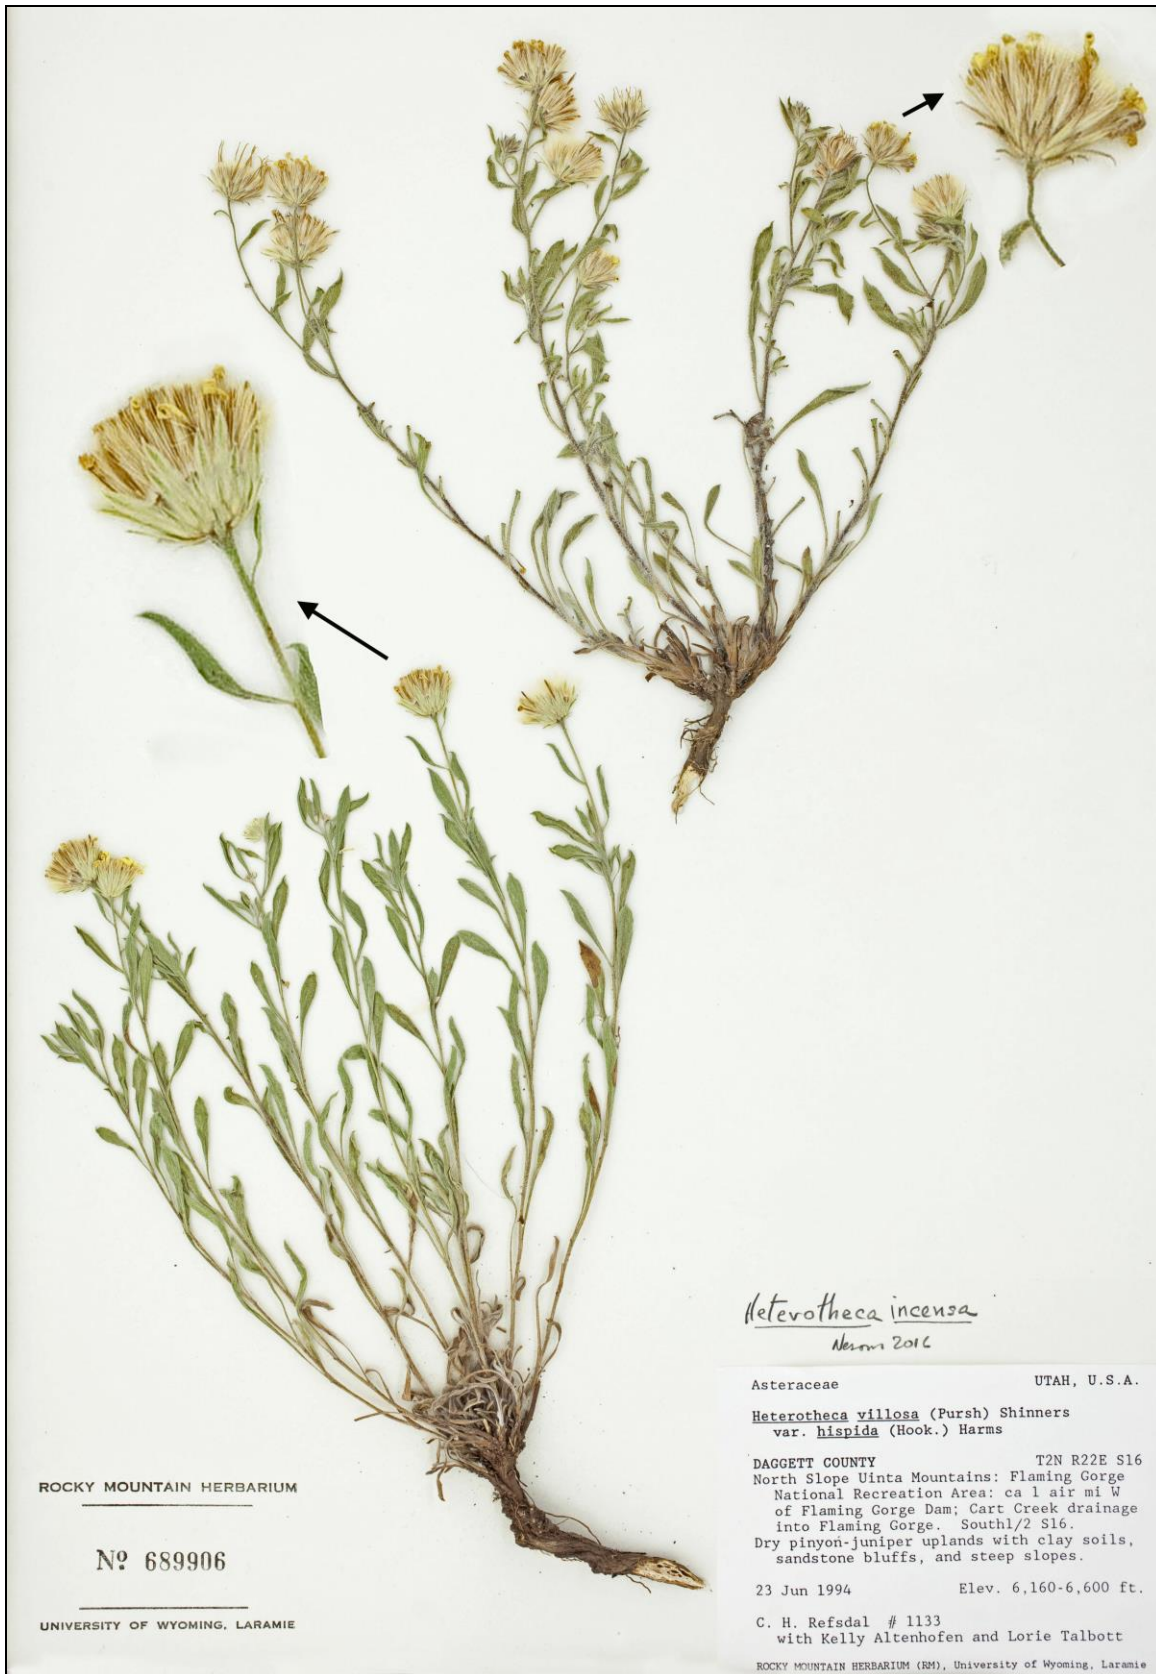 Heterotheca incensa
Nesom 2016
Asteraceae UTAH, U.S.A.
Heterotheca villosa (Pursh) Shinners
var. hispida (Hook.) Harms
DAGGETT COUNTY T2N R22E S16
North Slope Uinta Mountains: Flaming Gorge
National Recreation Area: ca 1 air mi W
of Flaming Gorge Dam; Cart Creek drainage
into Flaming Gorge. South1/2 S16.
Dry pinyon-juniper uplands with clay soils,
sandstone bluffs, and steep slopes.
23 Jun 1994 Elev. 6,160-6,600 ft.
C. H. Refsdal # 1133
with Kelly Altenhofen and Lorie Talbott
ROCKY MOUNTAIN HERBARIUM (RM), University of Wyoming, Laramie
ROCKY MOUNTAIN HERBARIUM
Nº 689906
UNIVERSITY OF WYOMING, LARAMIE